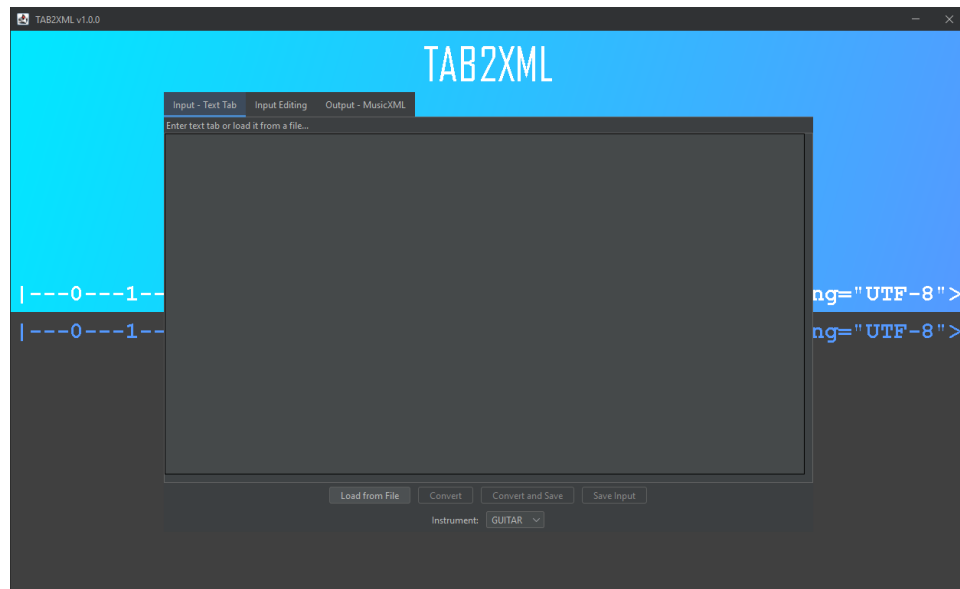 TAB2XML v1.0.0
TAB2XML
Input - Text Tab Input Editing Output - MusicXML
Enter text tab or load it from a file...
|---0---1-- ng="UTF-8">
|---0---1-- ng="UTF-8">
Load from File Convert Convert and Save Save Input
Instrument: GUITAR